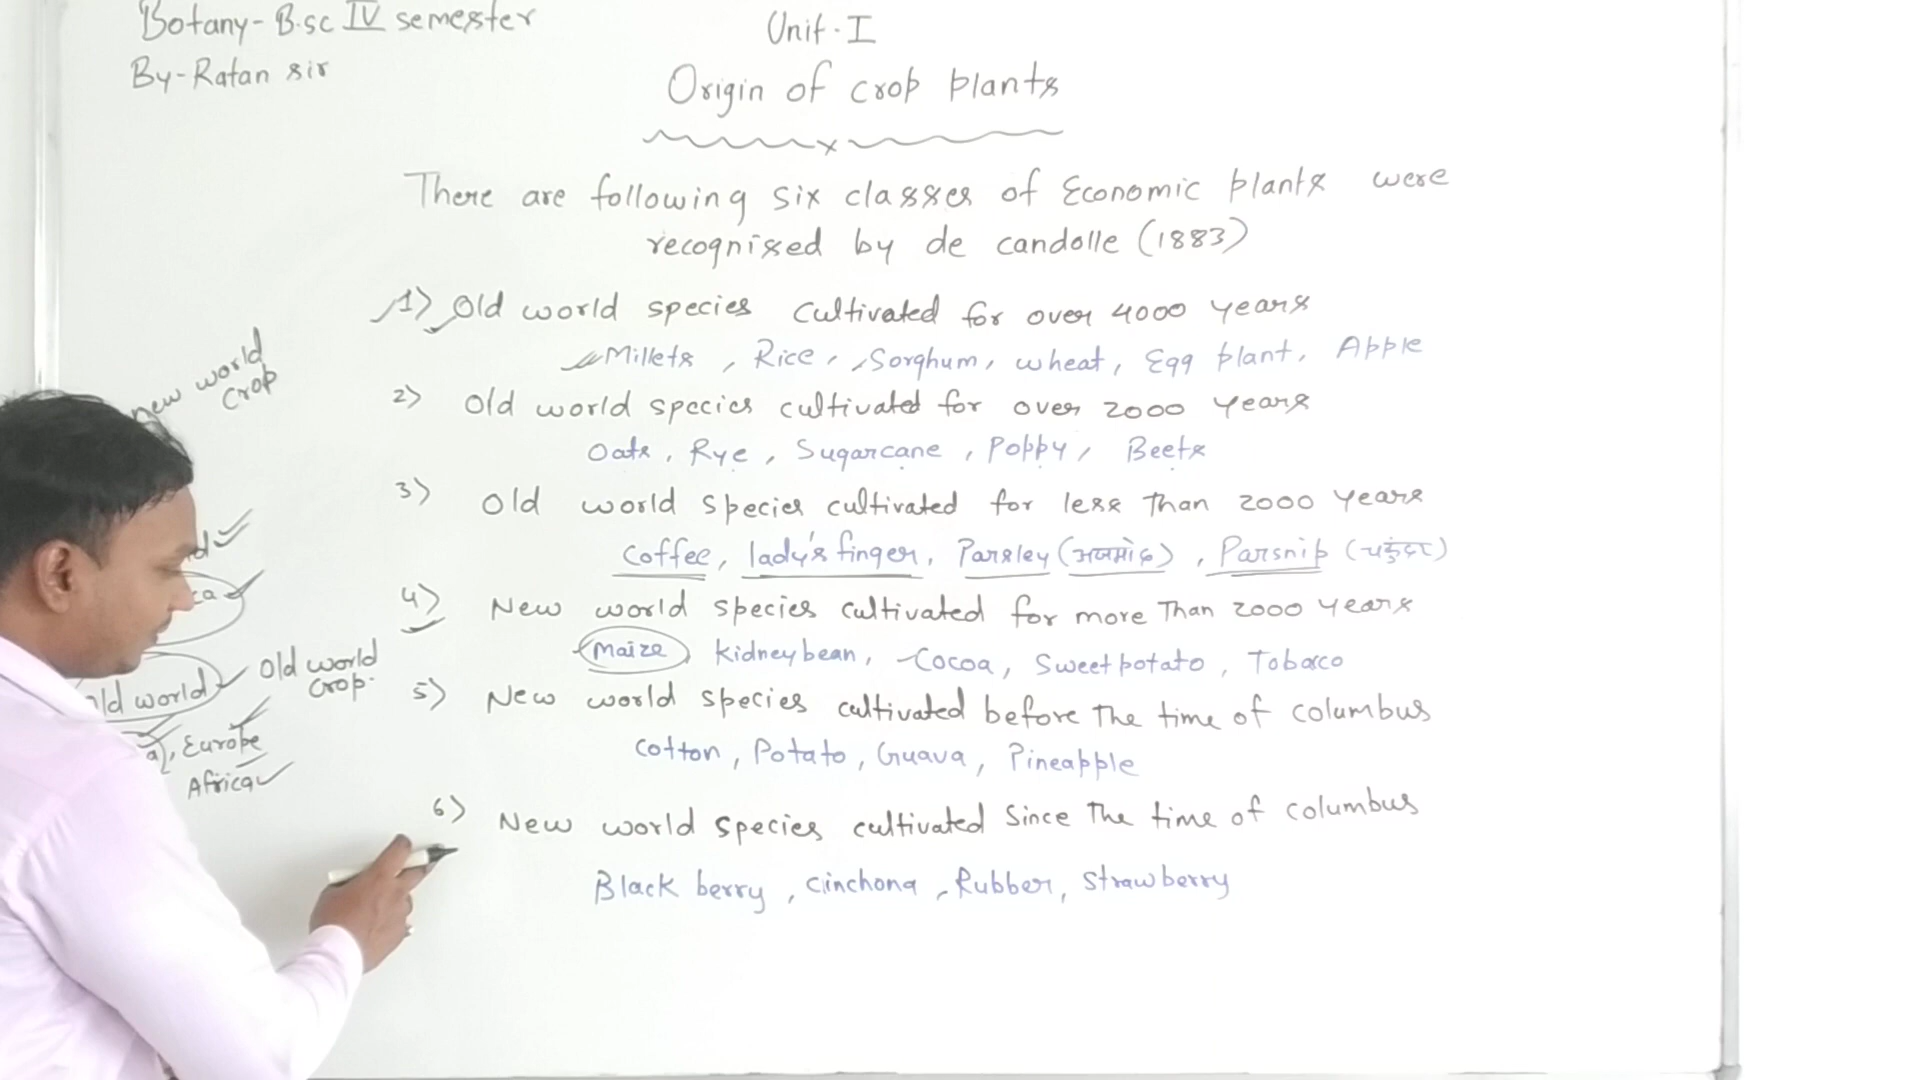 Botany- B.sc IV semester
By- Ratan sir
Unit-I
Origin of crop plants
There are following six classes of Economic plants were
recognised by de candolle (1883)
1) Old world species cultivated for over 4000 years
Millets, Rice, Sorghum, wheat, Egg plant, Apple
2) Old world species cultivated for over 2000 years
Oats, Rye, Sugarcane, Poppy, Beets
3) Old world species cultivated for less than 2000 years
Coffee, lady's finger, Parsley (अजमोद), Parsnip
4) New world species cultivated for more Than 2000 years
Maize, Kidneybean, Cocoa, Sweetpotato, Tobacco
5) New world species cultivated before The time of columbus
Cotton, Potato, Guava, Pineapple
6) New world species cultivated Since The time of columbus
Black berry, Cinchona, Rubber, Strawberry
new world
crop
old world
Old world
crop.
Europe
Africa